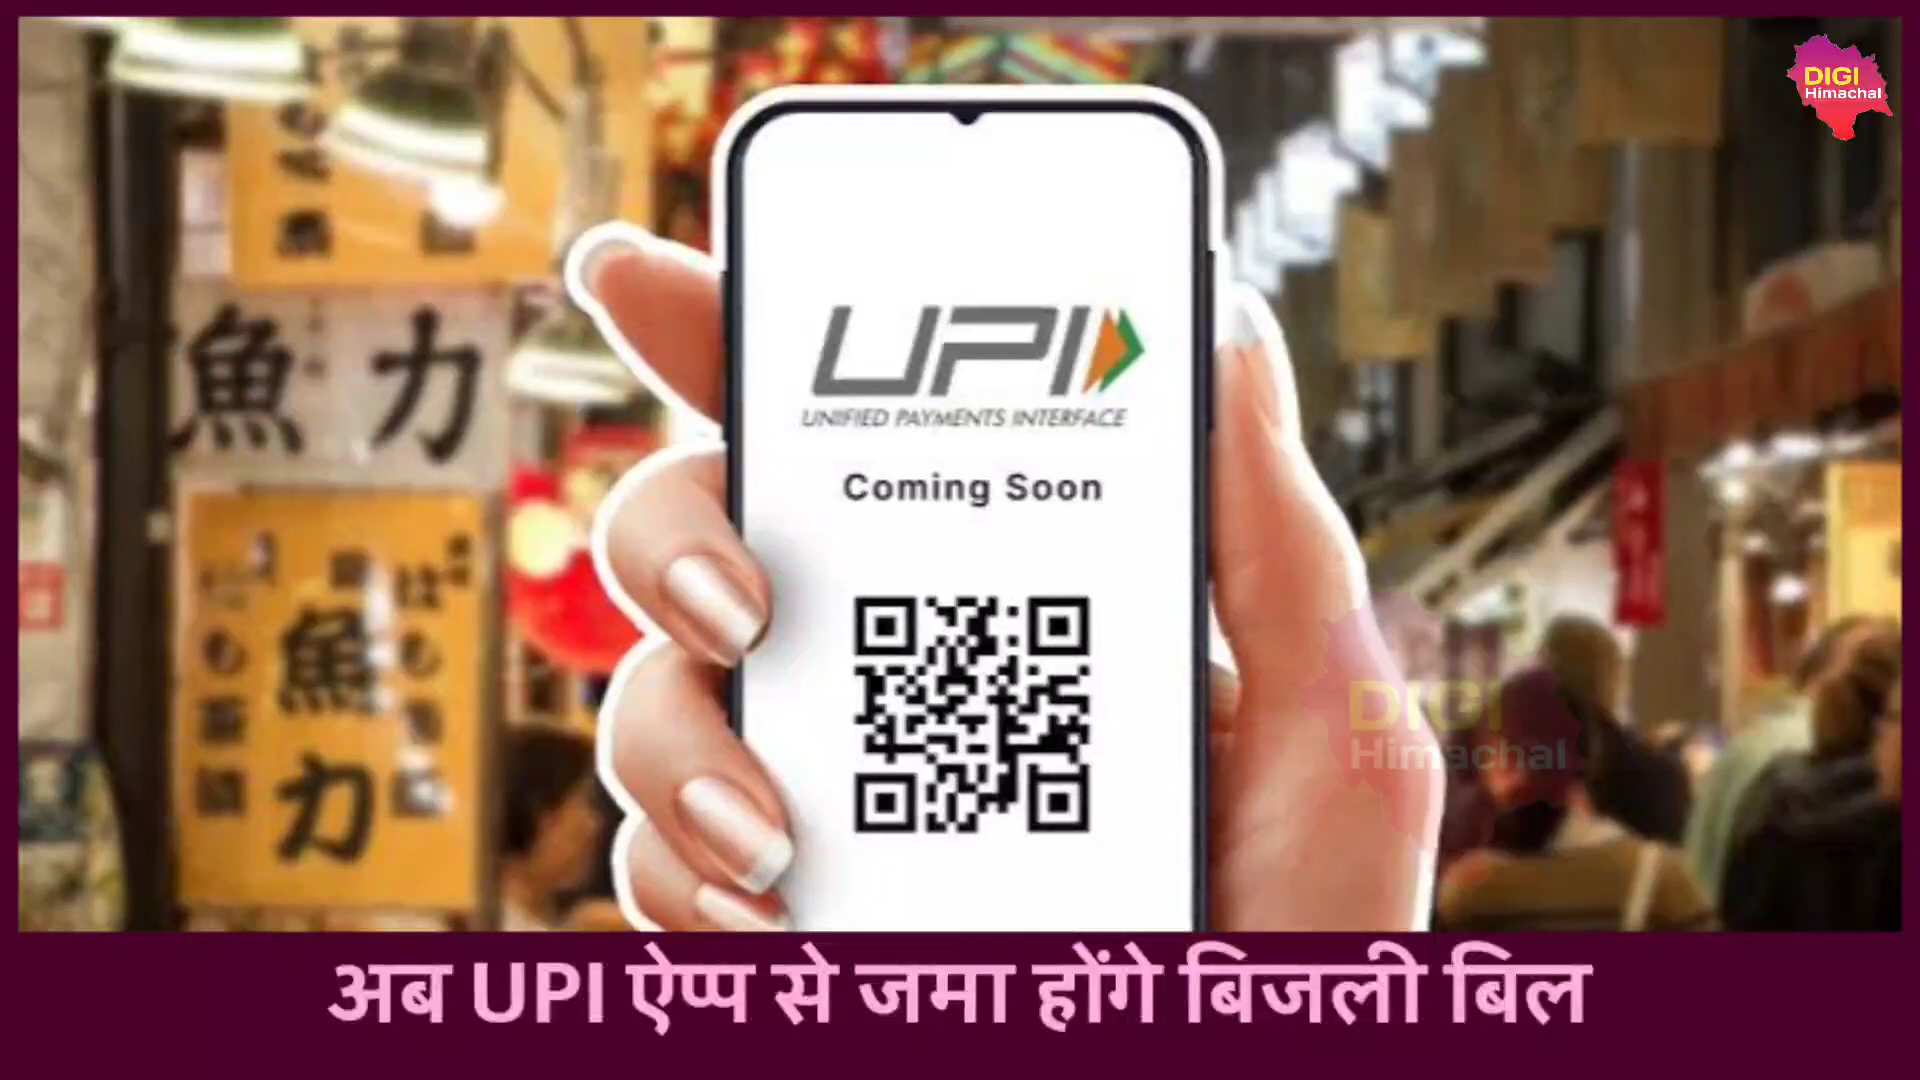 DIGI
Himachal
魚力
UPI
UNIFIED PAYMENTS INTERFACE
Coming Soon
魚力
DIGI
Himachal
अब UPI ऐप्प से जमा होंगे बिजली बिल